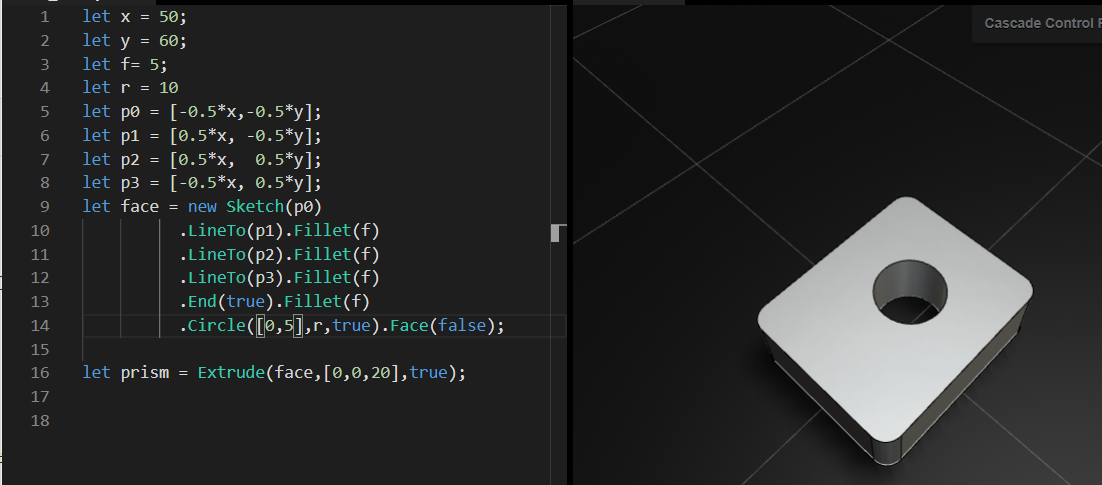 1 let x = 50;
2 let y = 60;
3 let f= 5;
4 let r = 10
5 let p0 = [-0.5*x,-0.5*y];
6 let p1 = [0.5*x, -0.5*y];
7 let p2 = [0.5*x,  0.5*y];
8 let p3 = [-0.5*x, 0.5*y];
9 let face = new Sketch(p0)
10 .LineTo(p1).Fillet(f)
11 .LineTo(p2).Fillet(f)
12 .LineTo(p3).Fillet(f)
13 .End(true).Fillet(f)
14 .Circle([0,5],r,true).Face(false);
15
16 let prism = Extrude(face,[0,0,20],true);
17
18
Cascade Control